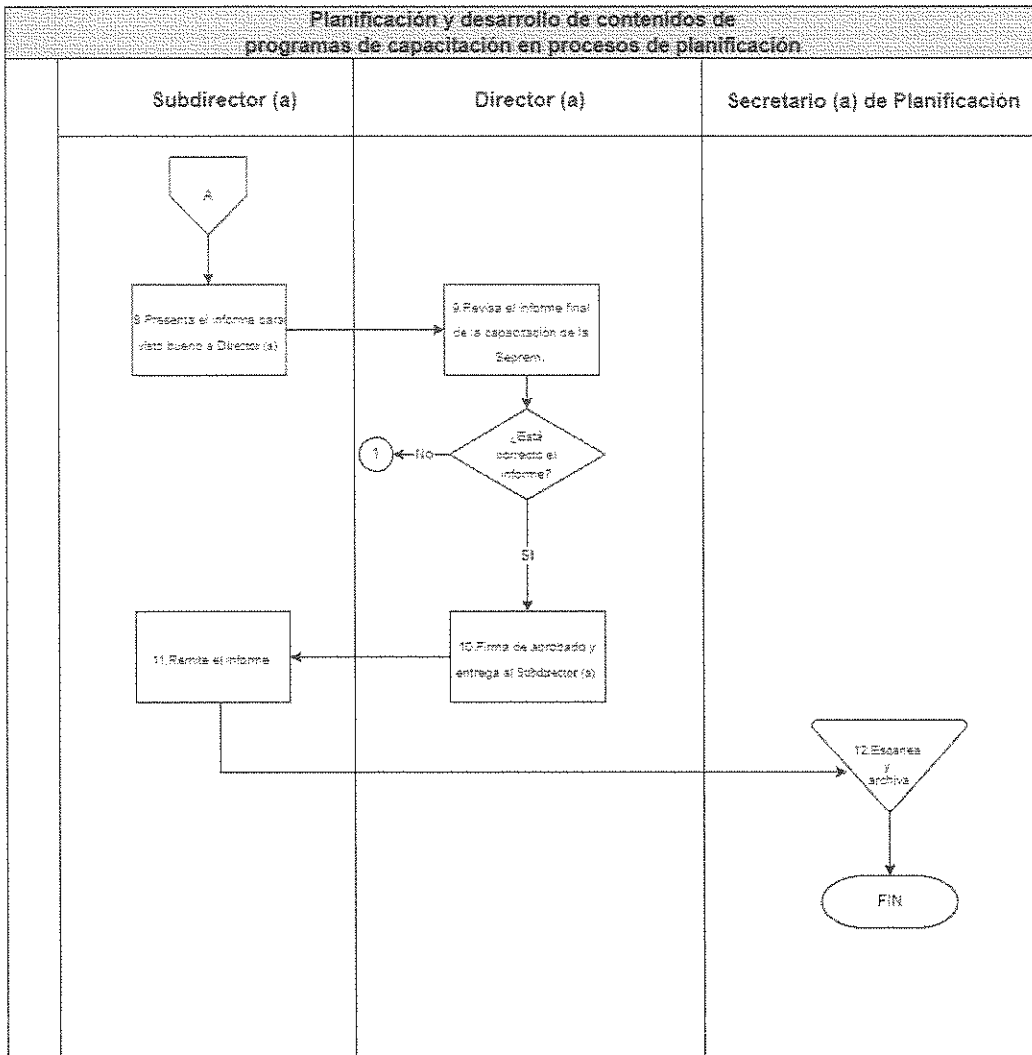 Planificación y desarrollo de contenidos de
programas de capacitación en procesos de planificación
Subdirector (a)
Director (a)
Secretario (a) de Planificación
A
8.Presenta el informe para
visto bueno a Director (a)
9.Revisa el informe final
de la capacitación de la
Seprem.
¿Está
correcto el
informe?
No
1
SI
10.Firma de aprobado y
entrega al Subdirector (a)
11.Remite el informe
12.Escanea
y
archiva
FIN